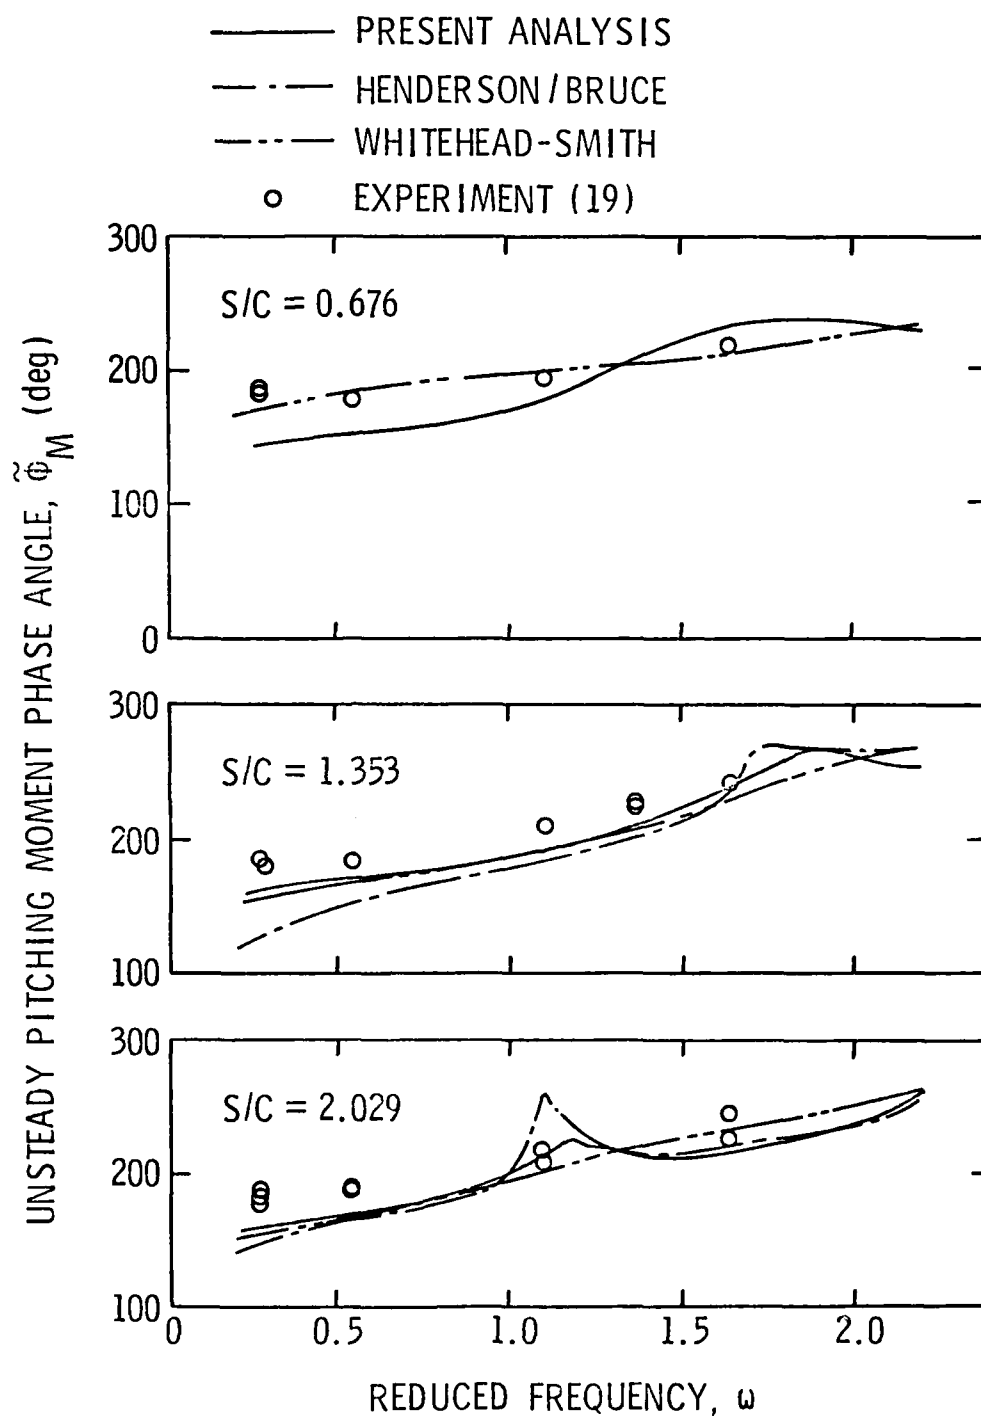 PRESENT ANALYSIS
HENDERSON/BRUCE
WHITEHEAD-SMITH
EXPERIMENT (19)
UNSTEADY PITCHING MOMENT PHASE ANGLE, Φ̃_M (deg)
300
S/C = 0.676
200
100
0
300
S/C = 1.353
200
100
300
S/C = 2.029
200
100
0 0.5 1.0 1.5 2.0
REDUCED FREQUENCY, ω